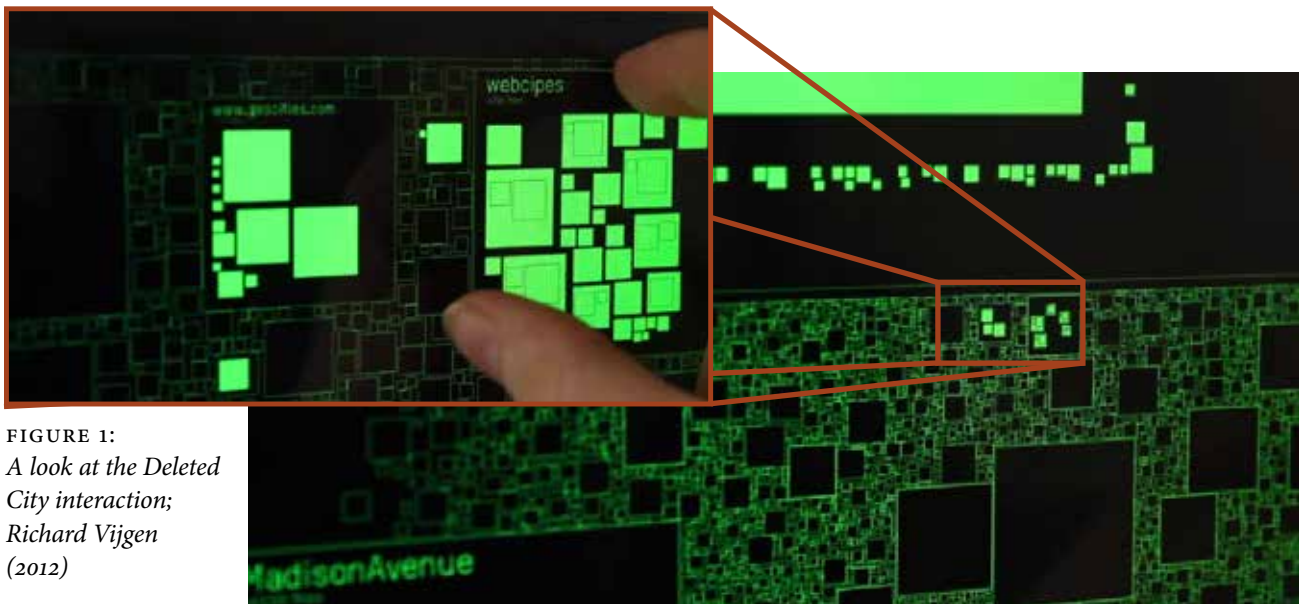 www.geocities.com
webcipes
FIGURE 1:
A look at the Deleted
City interaction;
Richard Vijgen
(2012)
MadisonAvenue